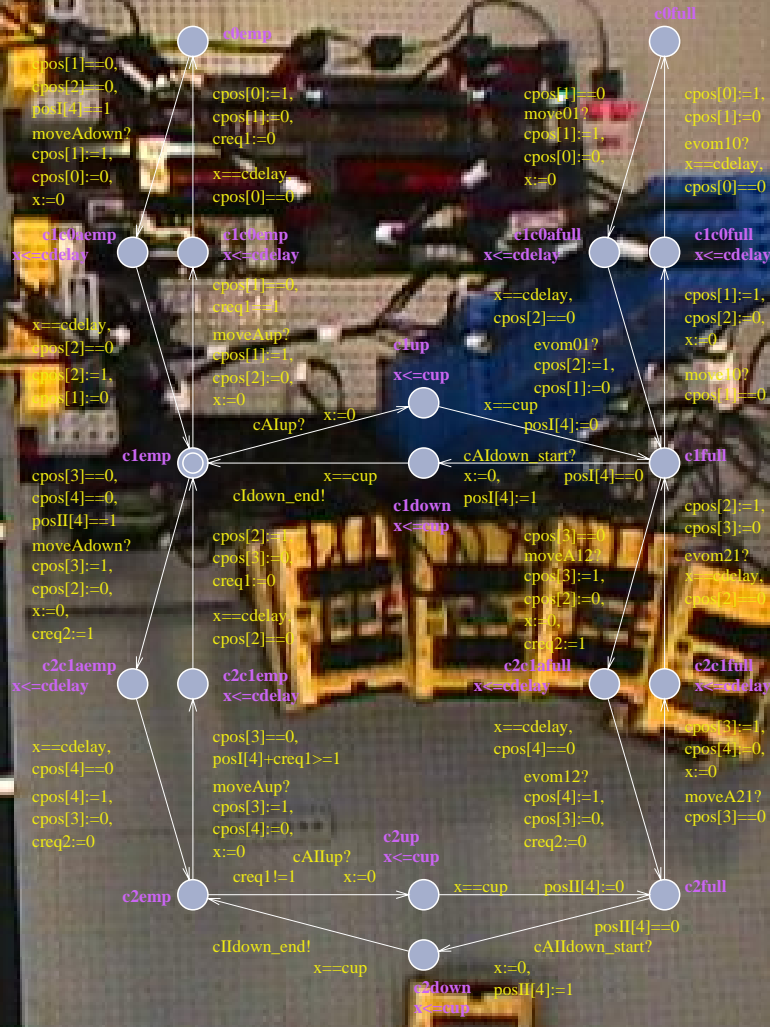 c0emp
c0full
cpos[1]==0,
cpos[2]==0,
posI[4]==1
moveAdown?
cpos[1]:=1,
cpos[0]:=0,
x:=0
cpos[0]:=1,
cpos[1]:=0,
creq1:=0
x==cdelay,
cpos[0]==0
cpos[1]==0
move01?
cpos[1]:=1,
cpos[0]:=0,
x:=0
cpos[0]:=1,
cpos[1]:=0
evom10?
x==cdelay,
cpos[0]==0
c1c0aemp
x<=cdelay
c1c0emp
x<=cdelay
c1c0afull
x<=cdelay
c1c0full
x<=cdelay
x==cdelay,
cpos[2]==0
cpos[2]:=1,
cpos[1]:=0
cpos[1]==0,
creq1==1
moveAup?
cpos[1]:=1,
cpos[2]:=0,
x:=0
x==cdelay,
cpos[2]==0
evom01?
cpos[2]:=1,
cpos[1]:=0
cpos[1]:=1,
cpos[2]:=0,
x:=0
move10?
cpos[1]==0
c1up
x<=cup
cAIup?
x:=0
x==cup
posI[4]:=0
c1emp
c1full
x==cup
cIdown_end!
cAIdown_start?
x:=0,
posI[4]:=1
posI[4]==0
c1down
x<=cup
cpos[3]==0,
cpos[4]==0,
posII[4]==1
moveAdown?
cpos[3]:=1,
cpos[2]:=0,
x:=0,
creq2:=1
cpos[2]:=1
cpos[3]:=0,
creq1:=0
x==cdelay,
cpos[2]==0
cpos[3]==0
moveA12?
cpos[3]:=1,
cpos[2]:=0,
x:=0,
creq2:=1
cpos[2]:=1,
cpos[3]:=0
evom21?
x==cdelay,
cpos[2]==0
c2c1aemp
x<=cdelay
c2c1emp
x<=cdelay
c2c1afull
x<=cdelay
c2c1full
x<=cdelay
x==cdelay,
cpos[4]==0
cpos[4]:=1,
cpos[3]:=0,
creq2:=0
cpos[3]==0,
posI[4]+creq1>=1
moveAup?
cpos[3]:=1,
cpos[4]:=0,
x:=0
x==cdelay,
cpos[4]==0
evom12?
cpos[4]:=1,
cpos[3]:=0,
creq2:=0
cpos[3]:=1,
cpos[4]:=0,
x:=0
moveA21?
cpos[3]==0
c2up
x<=cup
cAIIup?
creq1!=1
x:=0
x==cup
posII[4]:=0
c2emp
c2full
cIIdown_end!
x==cup
posII[4]==0
cAIIdown_start?
x:=0,
posII[4]:=1
c2down
x<=cup